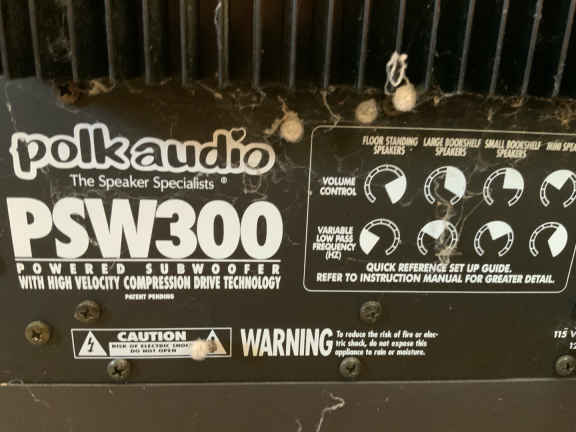 polkaudio
The Speaker Specialists ®
PSW300
POWERED SUBWOOFER
WITH HIGH VELOCITY COMPRESSION DRIVE TECHNOLOGY
PATENT PENDING
FLOOR STANDING SPEAKERS
LARGE BOOKSHELF SPEAKERS
SMALL BOOKSHELF SPEAKERS
MINI
VOLUME
CONTROL
VARIABLE
LOW PASS
FREQUENCY
(HZ)
QUICK REFERENCE SET UP GUIDE.
REFER TO INSTRUCTION MANUAL FOR GREATER DETAIL.
CAUTION
RISK OF ELECTRIC SHOCK
DO NOT OPEN
WARNING
To reduce the risk of fire or elec-
tric shock, do not expose this
appliance to rain or moisture.
115 V